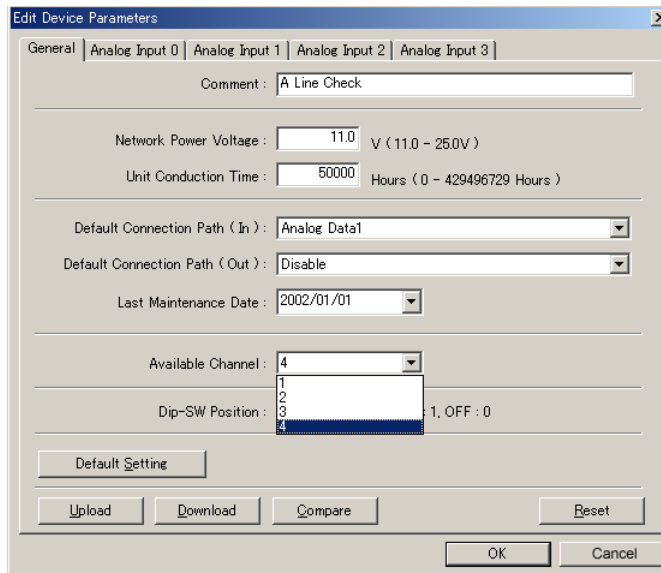 Edit Device Parameters
General Analog Input 0 Analog Input 1 Analog Input 2 Analog Input 3
Comment : A Line Check
Network Power Voltage : 11.0 V ( 11.0 - 25.0V )
Unit Conduction Time : 50000 Hours ( 0 - 429496729 Hours )
Default Connection Path ( In ) : Analog Data1
Default Connection Path ( Out ) : Disable
Last Maintenance Date : 2002/01/01
Available Channel : 4
1
2
Dip-SW Position : 3 : 1, OFF : 0
4
Default Setting
Upload Download Compare Reset
OK Cancel